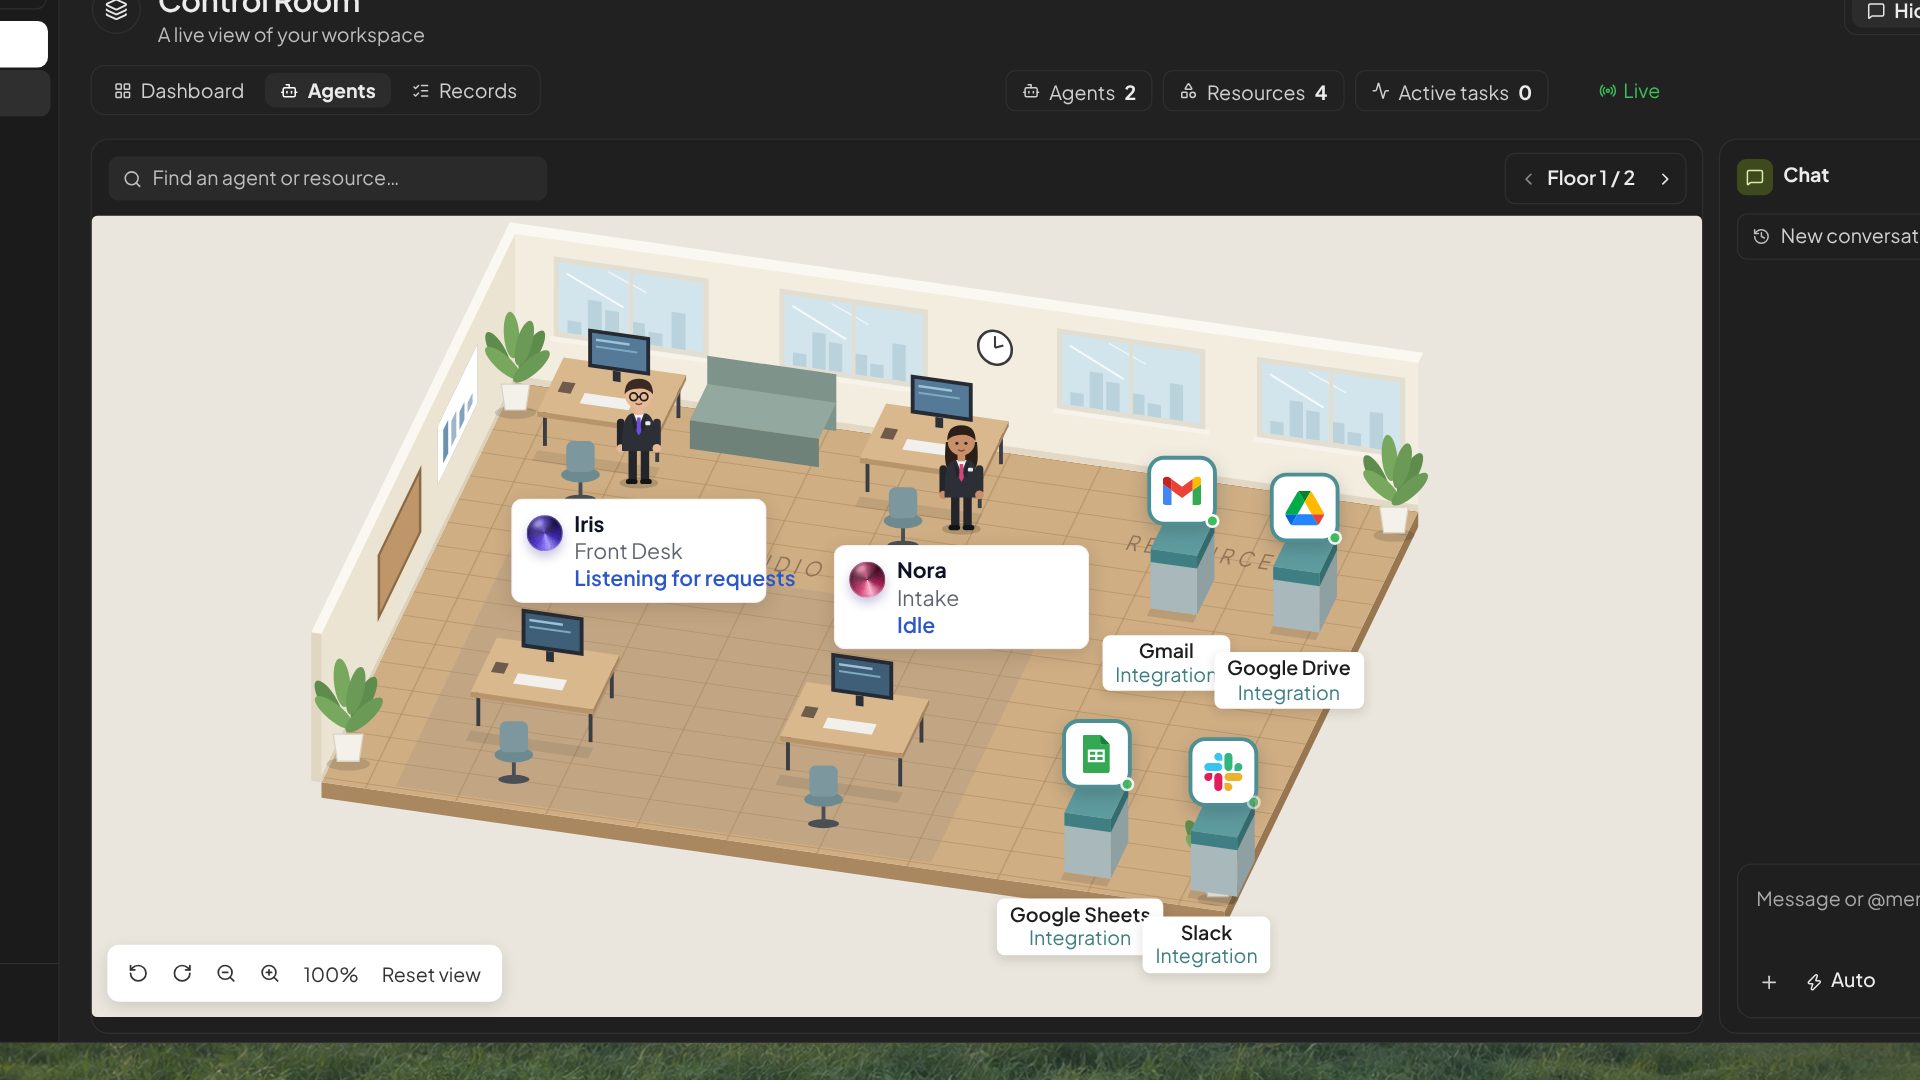 Control Room
A live view of your workspace
Dashboard
Agents
Records
Agents 2
Resources 4
Active tasks 0
Live
Find an agent or resource...
Floor 1 / 2
Chat
New conversat
Iris
Front Desk
Listening for requests
Nora
Intake
Idle
Gmail
Integration
Google Drive
Integration
Google Sheets
Integration
Slack
Integration
Message or @mer
Auto
100%
Reset view